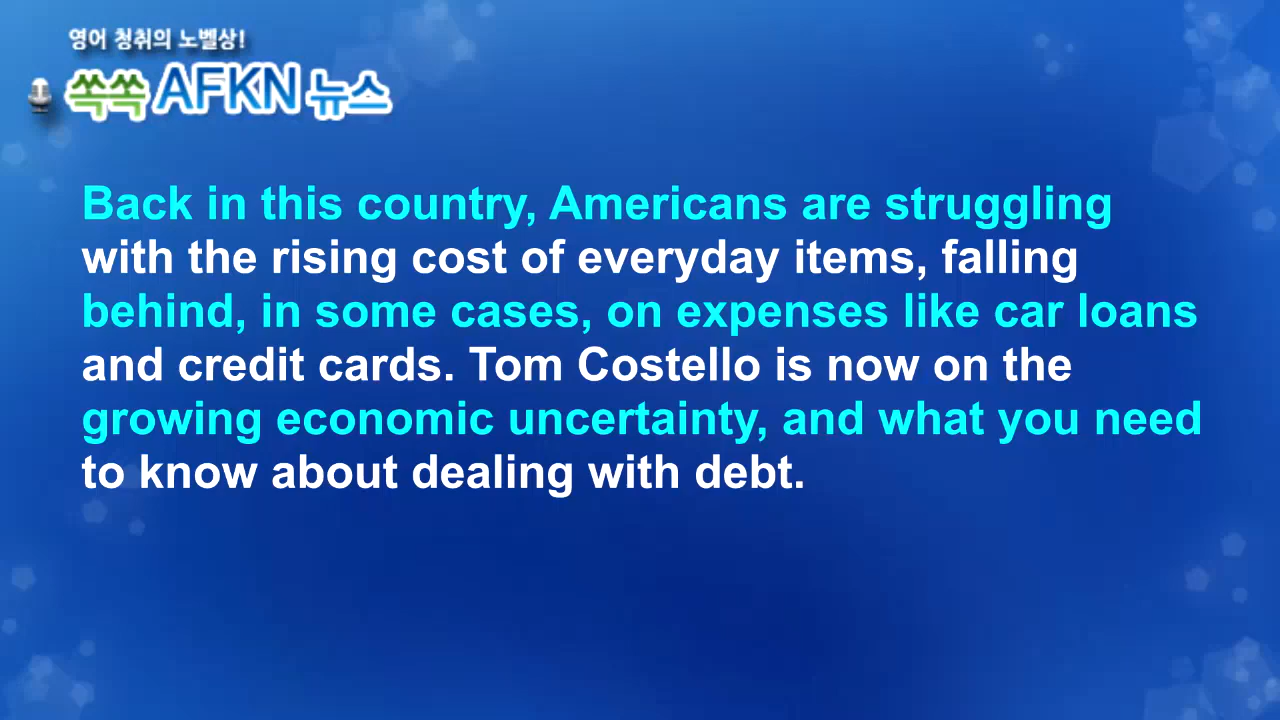 영어 청취의 노벨상!
쏙쏙 AFKN 뉴스
Back in this country, Americans are struggling
with the rising cost of everyday items, falling
behind, in some cases, on expenses like car loans
and credit cards. Tom Costello is now on the
growing economic uncertainty, and what you need
to know about dealing with debt.